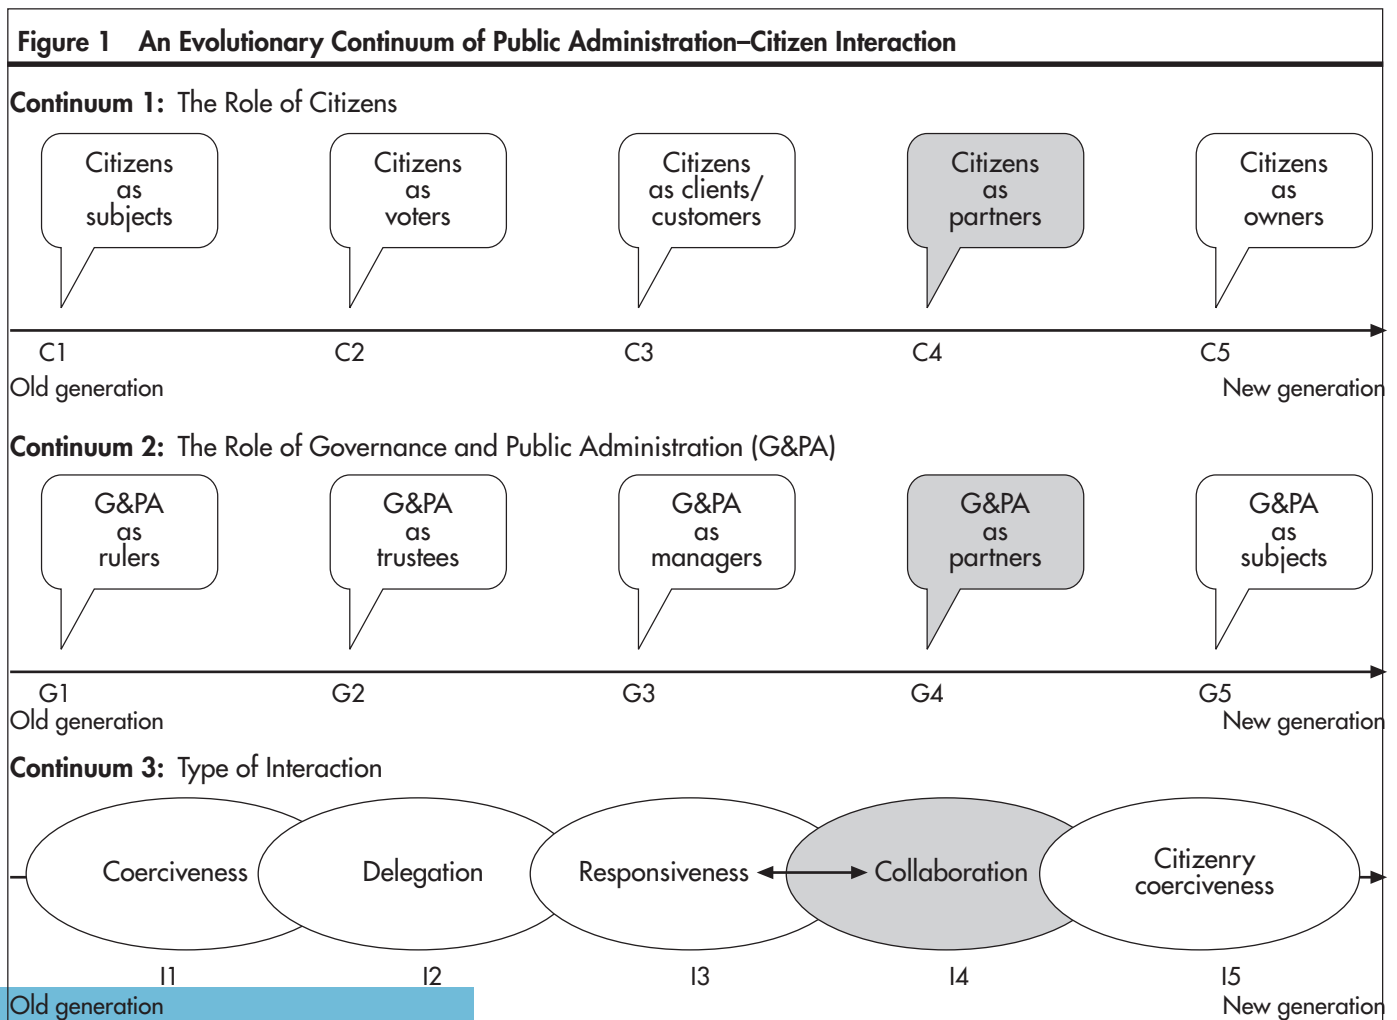 Figure 1 An Evolutionary Continuum of Public Administration–Citizen Interaction
Continuum 1: The Role of Citizens
Citizens
as
subjects
Citizens
as
voters
Citizens
as clients/
customers
Citizens
as
partners
Citizens
as
owners
C1 C2 C3 C4 C5
Old generation New generation
Continuum 2: The Role of Governance and Public Administration (G&PA)
G&PA
as
rulers
G&PA
as
trustees
G&PA
as
managers
G&PA
as
partners
G&PA
as
subjects
G1 G2 G3 G4 G5
Old generation New generation
Continuum 3: Type of Interaction
Coerciveness
Delegation
Responsiveness
Collaboration
Citizenry
coerciveness
I1 I2 I3 I4 I5
Old generation New generation